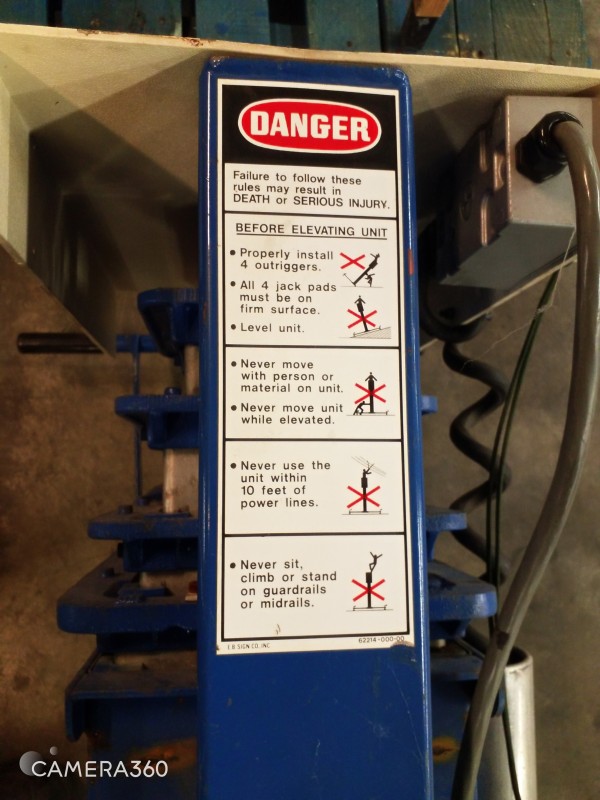 DANGER
Failure to follow these
rules may result in
DEATH or SERIOUS INJURY.
BEFORE ELEVATING UNIT
• Properly install
4 outriggers.
• All 4 jack pads
must be on
firm surface.
• Level unit.
• Never move
with person or
material on unit.
• Never move unit
while elevated.
• Never use the
unit within
10 feet of
power lines.
• Never sit,
climb or stand
on guardrails
or midrails.
E B SIGN CO., INC 62214-000-00
CAMERA360